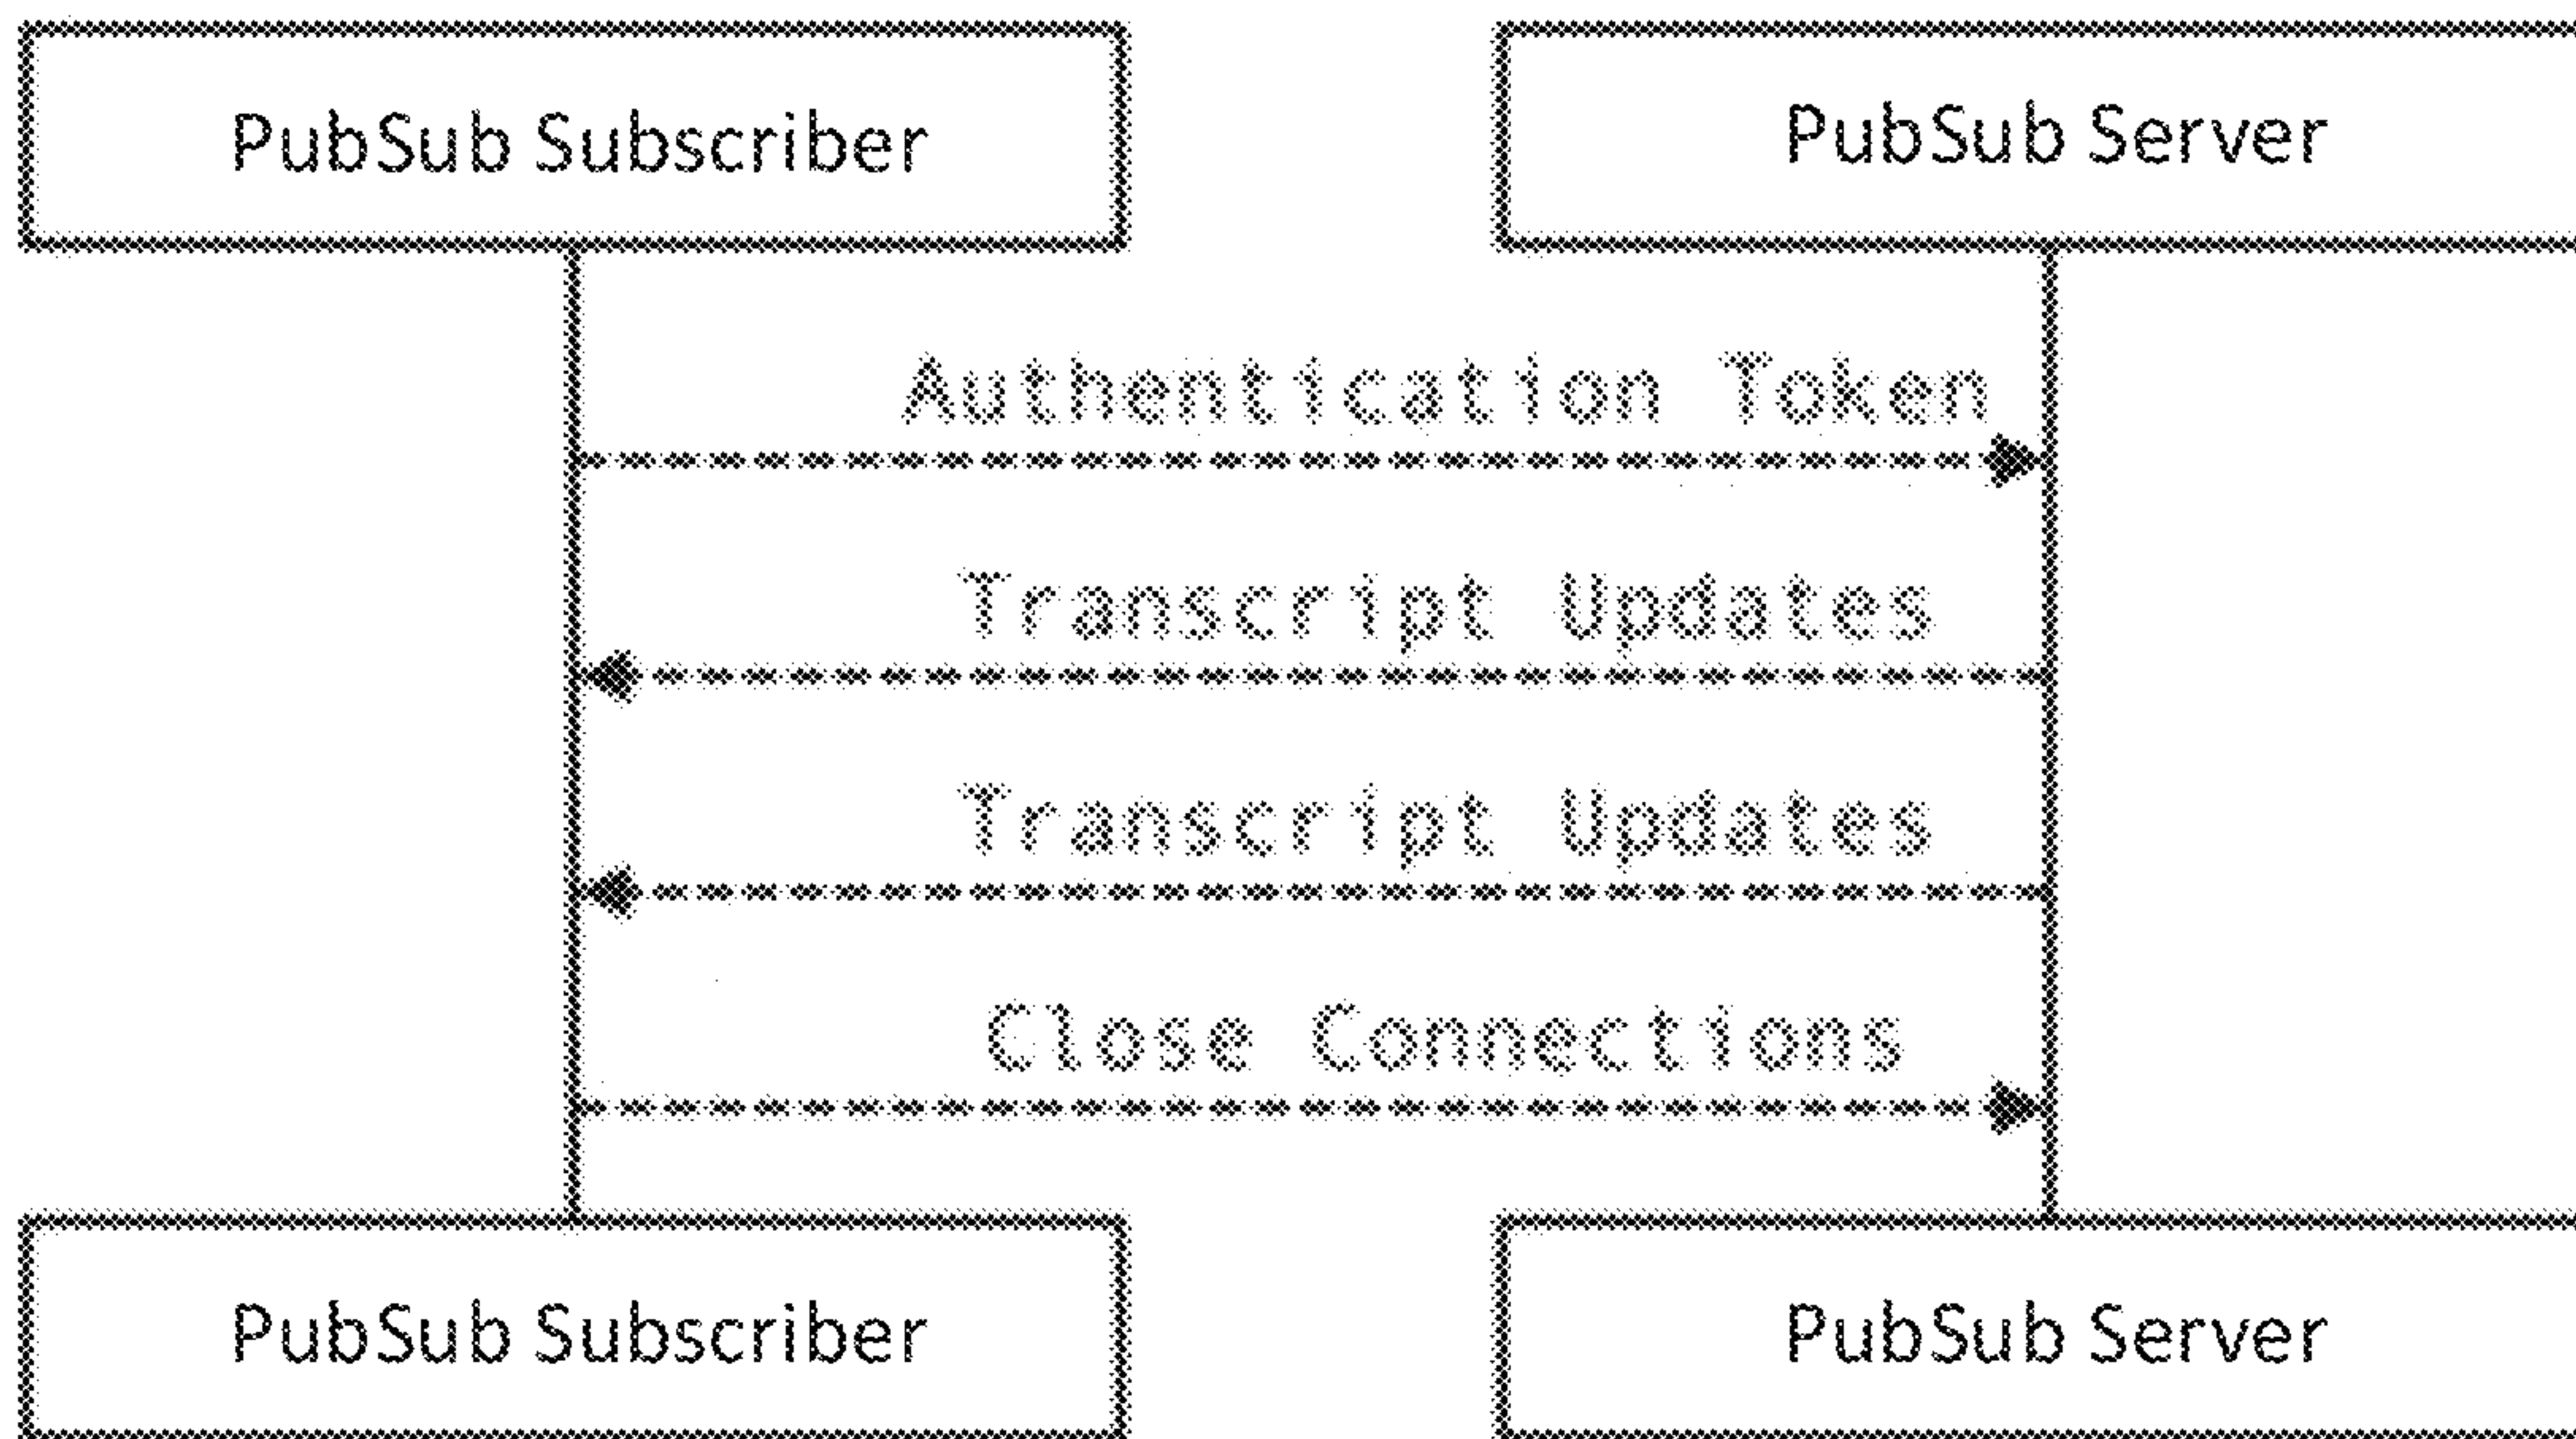 PubSub Subscriber
PubSub Server
Authentication Token
Transcript Updates
Transcript Updates
Close Connections
PubSub Subscriber
PubSub Server